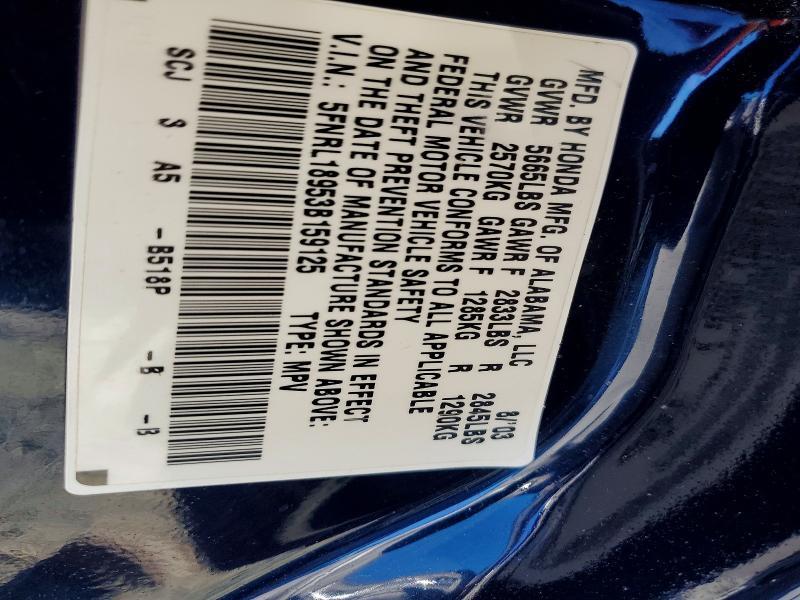 MFD. BY HONDA MFG. OF ALABAMA, LLC 8/'03
GVWR 5665LBS GAWR F 2833LBS R 2845LBS
GVWR 2570KG GAWR F 1285KG R 1290KG
THIS VEHICLE CONFORMS TO ALL APPLICABLE
FEDERAL MOTOR VEHICLE SAFETY
AND THEFT PREVENTION STANDARDS IN EFFECT
ON THE DATE OF MANUFACTURE SHOWN ABOVE:
V.I.N.: 5FNRL18953B159125 TYPE: MPV
SCJ S A5 -B518P -B -B